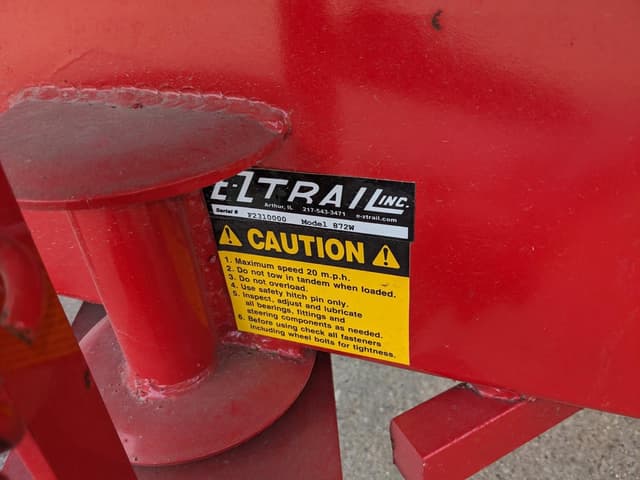 E-ZTRAIL INC.
Arthur, IL 217-543-3471 e-ztrail.com
Serial # F2310000 Model 872W
CAUTION
1. Maximum speed 20 m.p.h.
2. Do not tow in tandem when loaded.
3. Do not overload.
4. Use safety hitch pin only.
5. Inspect, adjust and lubricate
all bearings, fittings and
steering components as needed.
6. Before using check all fasteners
including wheel bolts for tightness.